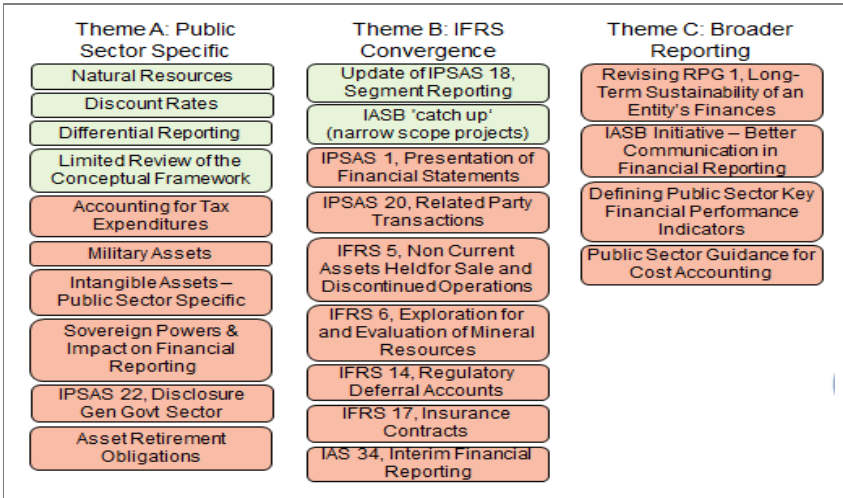 Theme A: Public
Sector Specific
Natural Resources
Discount Rates
Differential Reporting
Limited Review of the
Conceptual Framework
Accounting for Tax
Expenditures
Military Assets
Intangible Assets –
Public Sector Specific
Sovereign Powers &
Impact on Financial
Reporting
IPSAS 22, Disclosure
Gen Govt Sector
Asset Retirement
Obligations
Theme B: IFRS
Convergence
Update of IPSAS 18,
Segment Reporting
IASB 'catch up'
(narrow scope projects)
IPSAS 1, Presentation of
Financial Statements
IPSAS 20, Related Party
Transactions
IFRS 5, Non Current
Assets Heldfor Sale and
Discontinued Operations
IFRS 6, Exploration for
and Evaluation of Mineral
Resources
IFRS 14, Regulatory
Deferral Accounts
IFRS 17, Insurance
Contracts
IAS 34, Interim Financial
Reporting
Theme C: Broader
Reporting
Revising RPG 1, Long-
Term Sustainability of an
Entity's Finances
IASB Initiative – Better
Communication in
Financial Reporting
Defining Public Sector Key
Financial Performance
Indicators
Public Sector Guidance for
Cost Accounting